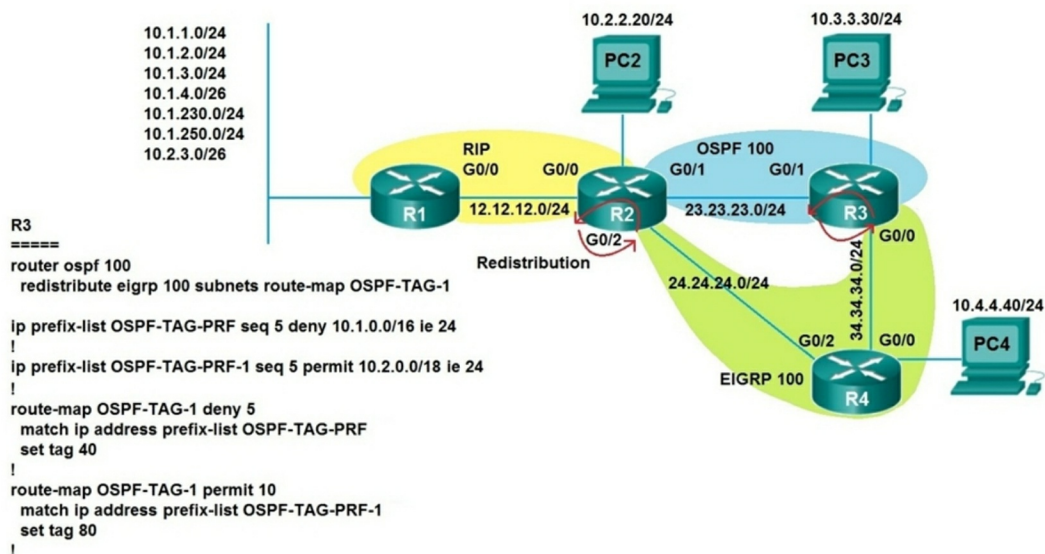 10.1.1.0/24
10.1.2.0/24
10.1.3.0/24
10.1.4.0/26
10.1.230.0/24
10.1.250.0/24
10.2.3.0/26
10.2.2.20/24
PC2
10.3.3.30/24
PC3
RIP
G0/0
G0/0
R1
12.12.12.0/24
R2
G0/2
Redistribution
OSPF 100
G0/1
G0/1
23.23.23.0/24
R3
G0/0
24.24.24.0/24
34.34.34.0/24
10.4.4.40/24
PC4
G0/2
G0/0
EIGRP 100
R4
R3
=====
router ospf 100
redistribute eigrp 100 subnets route-map OSPF-TAG-1
ip prefix-list OSPF-TAG-PRF seq 5 deny 10.1.0.0/16 ie 24
!
ip prefix-list OSPF-TAG-PRF-1 seq 5 permit 10.2.0.0/18 ie 24
!
route-map OSPF-TAG-1 deny 5
match ip address prefix-list OSPF-TAG-PRF
set tag 40
!
route-map OSPF-TAG-1 permit 10
match ip address prefix-list OSPF-TAG-PRF-1
set tag 80
!